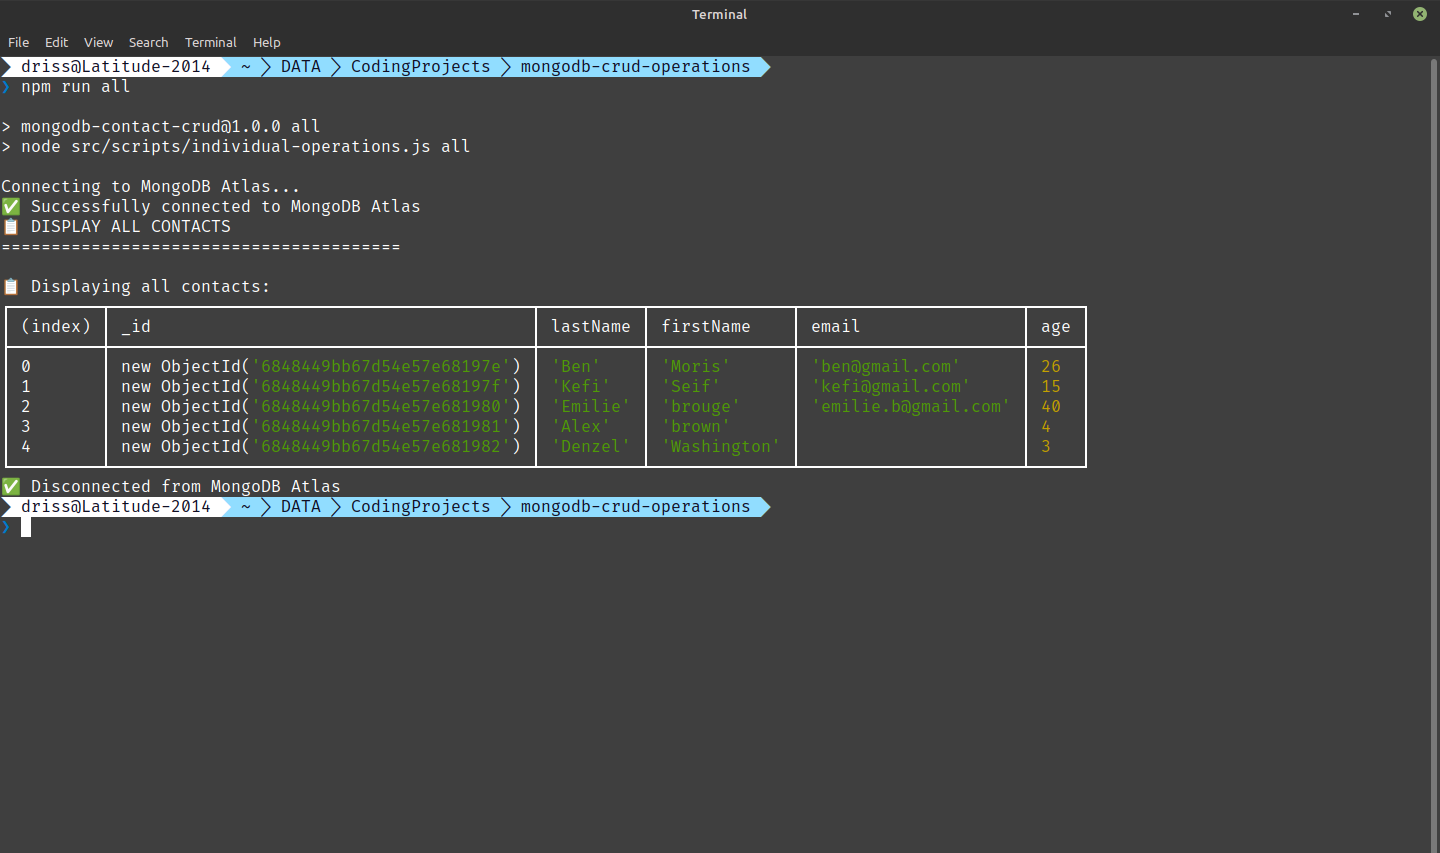 Terminal
File Edit View Search Terminal Help
driss@Latitude-2014 ~ DATA CodingProjects mongodb-crud-operations
❯ npm run all
> mongodb-contact-crud@1.0.0 all
> node src/scripts/individual-operations.js all
Connecting to MongoDB Atlas...
✅ Successfully connected to MongoDB Atlas
📋 DISPLAY ALL CONTACTS
========================================
📋 Displaying all contacts:
(index) _id lastName firstName email age
0 new ObjectId('6848449bb67d54e57e68197e') 'Ben' 'Moris' 'ben@gmail.com' 26
1 new ObjectId('6848449bb67d54e57e68197f') 'Kefi' 'Seif' 'kefi@gmail.com' 15
2 new ObjectId('6848449bb67d54e57e681980') 'Emilie' 'brouge' 'emilie.b@gmail.com' 40
3 new ObjectId('6848449bb67d54e57e681981') 'Alex' 'brown' 4
4 new ObjectId('6848449bb67d54e57e681982') 'Denzel' 'Washington' 3
✅ Disconnected from MongoDB Atlas
driss@Latitude-2014 ~ DATA CodingProjects mongodb-crud-operations
❯